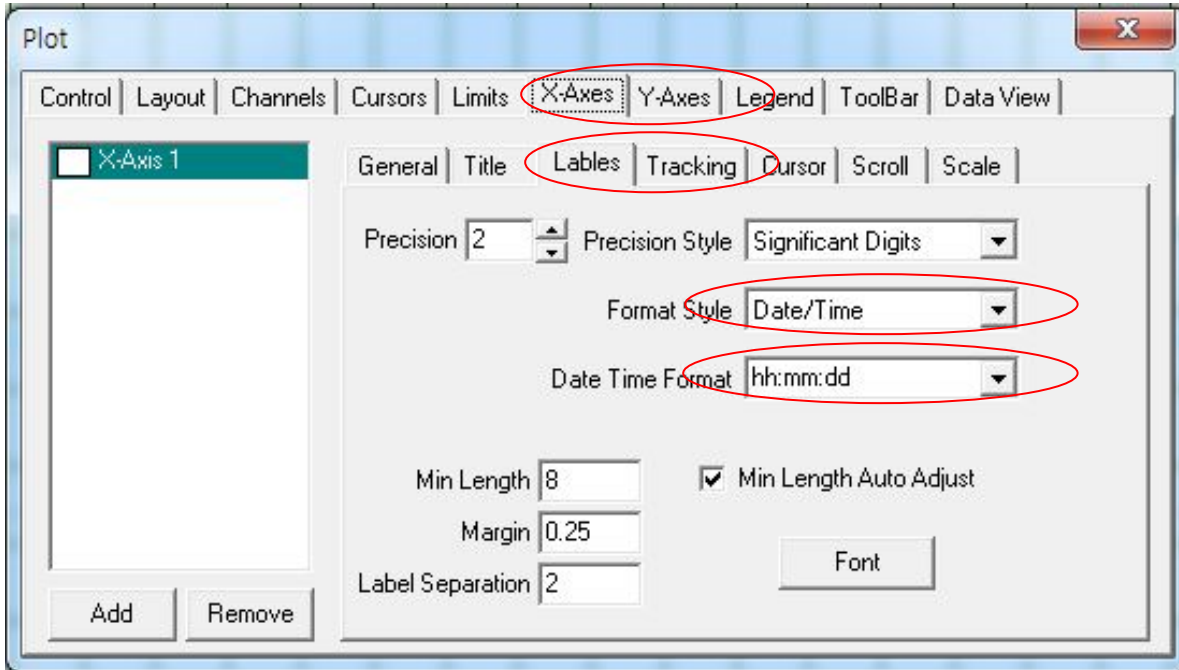 Plot
Control Layout Channels Cursors Limits X-Axes Y-Axes Legend ToolBar Data View
X-Axis 1
General Title Lables Tracking Cursor Scroll Scale
Precision 2 Precision Style Significant Digits
Format Style Date/Time
Date Time Format hh:mm:dd
Min Length 8 Min Length Auto Adjust
Margin 0.25
Font
Label Separation 2
Add Remove